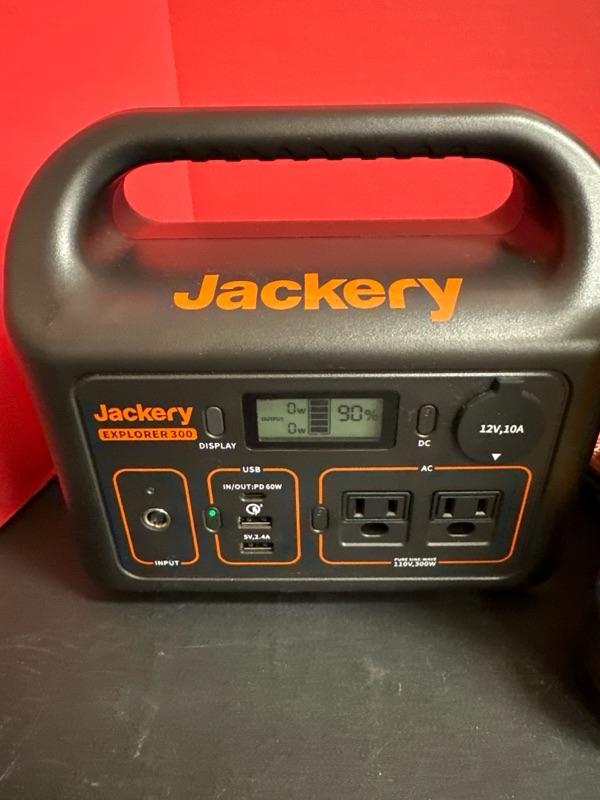 Jackery
Jackery
EXPLORER 300
DISPLAY
0w
OUTPUT
0w
90%
DC
12V,10A
INPUT
USB
IN/OUT:PD 60W
5V,2.4A
AC
PURE SINE-WAVE
110V,300W